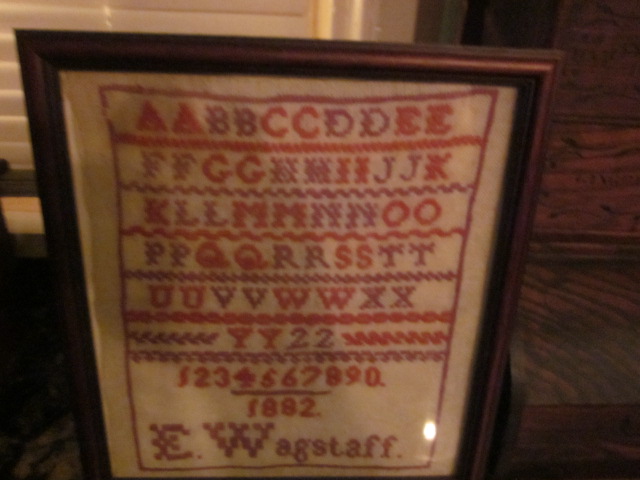 AABBCCDDEE
FFGGHHIIJJK
KLLMMNNOO
PPQQRRSSTT
UUVVWWXX
YYZZ
1234567890.
1882.
E. Wagstaff.